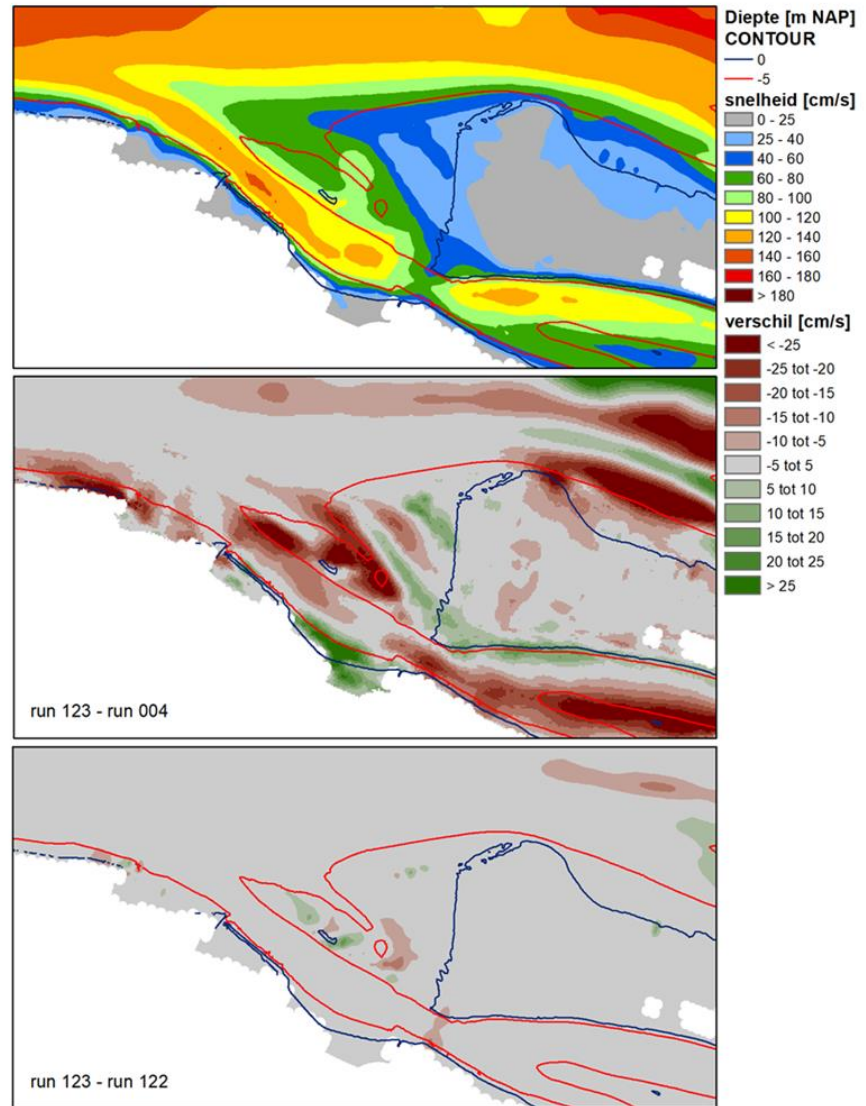 Diepte [m NAP]
CONTOUR
0
-5
snelheid [cm/s]
0 - 25
25 - 40
40 - 60
60 - 80
80 - 100
100 - 120
120 - 140
140 - 160
160 - 180
> 180
verschil [cm/s]
< -25
-25 tot -20
-20 tot -15
-15 tot -10
-10 tot -5
-5 tot 5
5 tot 10
10 tot 15
15 tot 20
20 tot 25
> 25
run 123 - run 004
run 123 - run 122